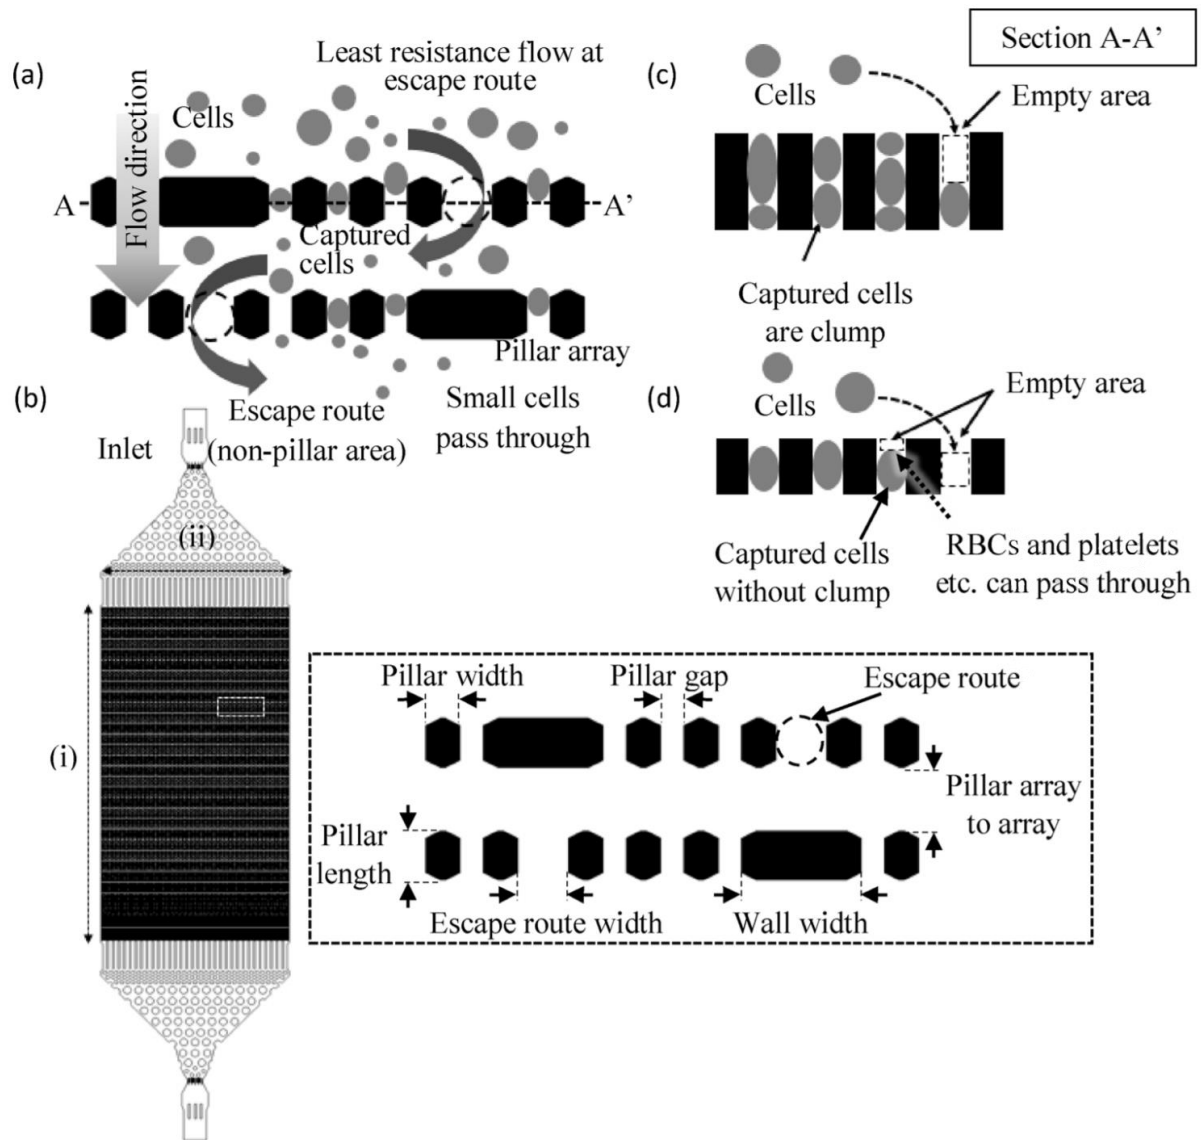 (a)
Least resistance flow at
escape route
Cells
Flow direction
A
A’
Captured
cells
Pillar array
Escape route
(non-pillar area)
Small cells
pass through
Section A-A’
(c)
Cells
Empty area
Captured cells
are clump
(d)
Cells
Empty area
Captured cells
without clump
RBCs and platelets
etc. can pass through
(b)
Inlet
(ii)
(i)
Pillar width
Pillar gap
Escape route
Pillar array
to array
Pillar
length
Escape route width
Wall width